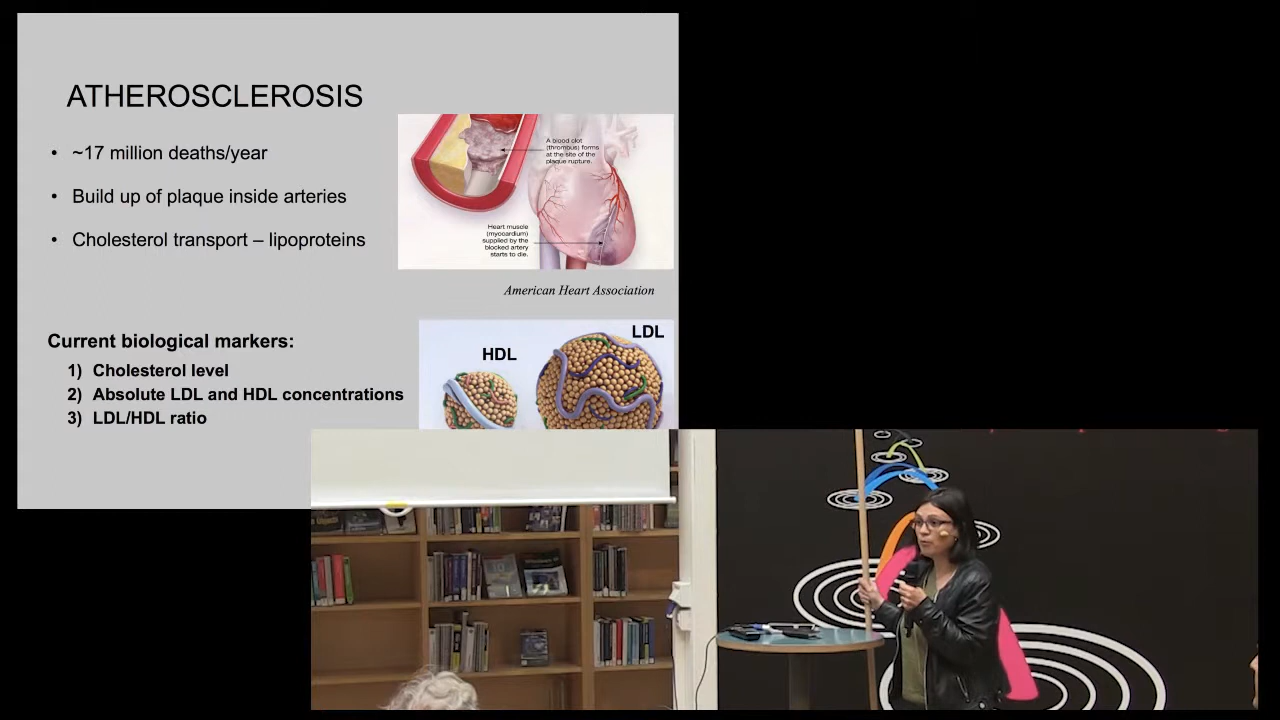 ATHEROSCLEROSIS
• ~17 million deaths/year
• Build up of plaque inside arteries
• Cholesterol transport – lipoproteins
A blood clot
(thrombus) forms
at the site of the
plaque rupture.
Heart muscle
(myocardium)
supplied by the
blocked artery
starts to die.
American Heart Association
Current biological markers:
1) Cholesterol level
2) Absolute LDL and HDL concentrations
3) LDL/HDL ratio
HDL
LDL